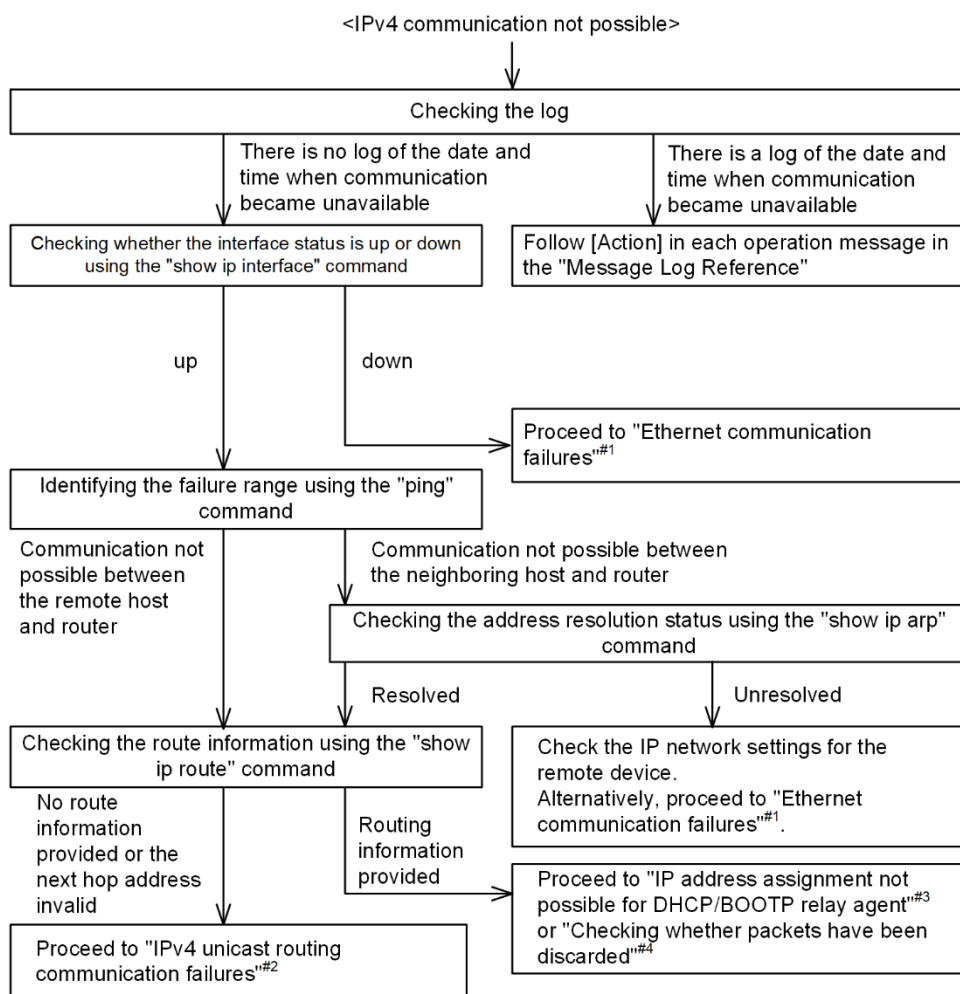 <IPv4 communication not possible>
Checking the log
There is no log of the date and
time when communication
became unavailable
There is a log of the date and
time when communication
became unavailable
Checking whether the interface status is up or down
using the "show ip interface" command
Follow [Action] in each operation message in
the "Message Log Reference"
up
down
Proceed to "Ethernet communication
failures"#1
Identifying the failure range using the "ping"
command
Communication not
possible between
the remote host
and router
Communication not possible between
the neighboring host and router
Checking the address resolution status using the "show ip arp"
command
Resolved
Unresolved
Checking the route information using the "show
ip route" command
Check the IP network settings for the
remote device.
Alternatively, proceed to "Ethernet
communication failures"#1.
No route
information
provided or the
next hop address
invalid
Routing
information
provided
Proceed to "IP address assignment not
possible for DHCP/BOOTP relay agent"#3
or "Checking whether packets have been
discarded"#4
Proceed to "IPv4 unicast routing
communication failures"#2